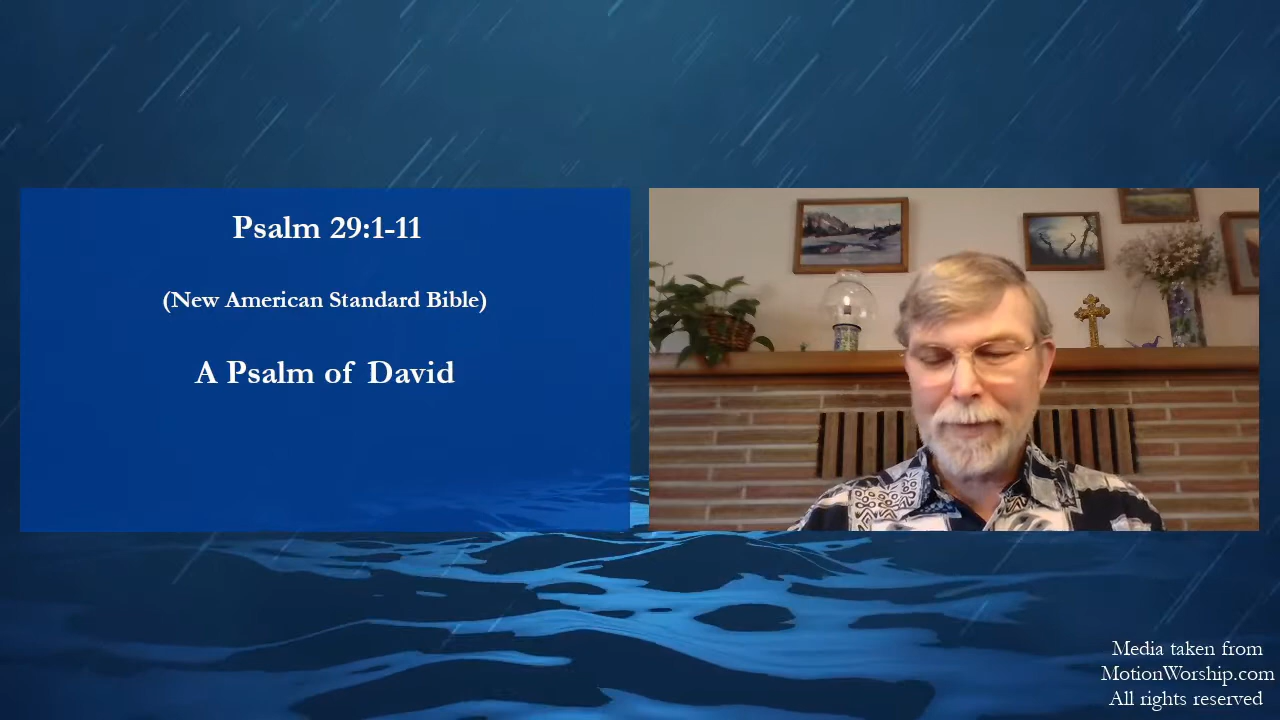 Psalm 29:1-11
(New American Standard Bible)
A Psalm of David
Media taken from
MotionWorship.com
All rights reserved